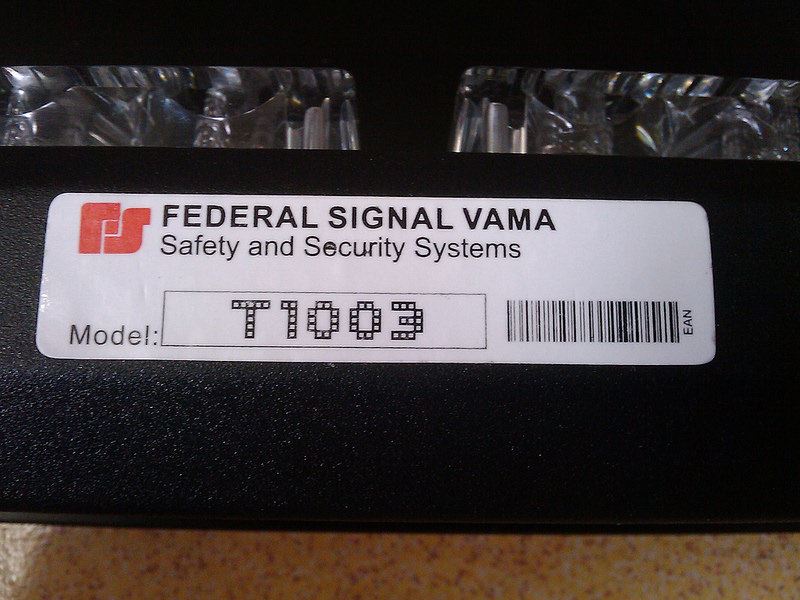 FS
FEDERAL SIGNAL VAMA
Safety and Security Systems
Model: T1003
EAN